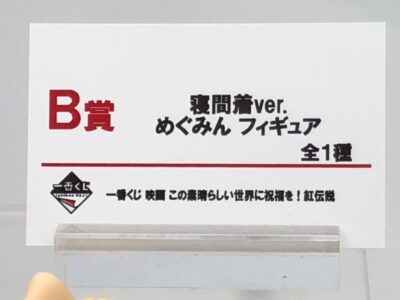 B賞
寝間着ver.
めぐみん フィギュア
全1種
一番くじ
一番くじ 映画 この素晴らしい世界に祝福を！紅伝説